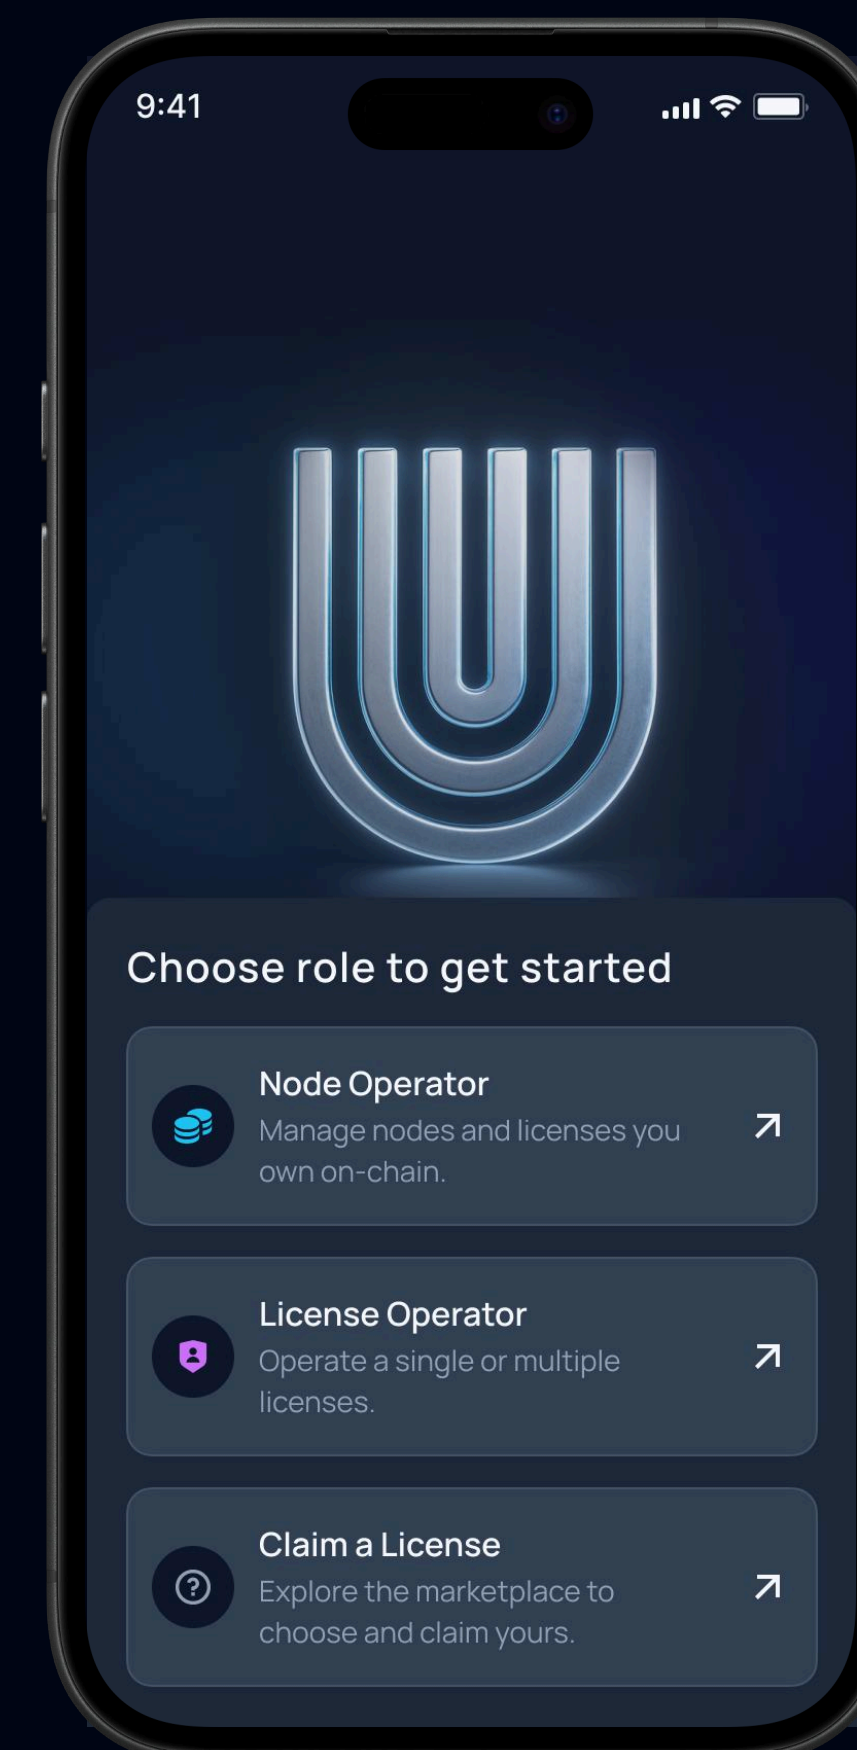 9:41
Choose role to get started
Node Operator
Manage nodes and licenses you
own on-chain.
License Operator
Operate a single or multiple
licenses.
Claim a License
Explore the marketplace to
choose and claim yours.